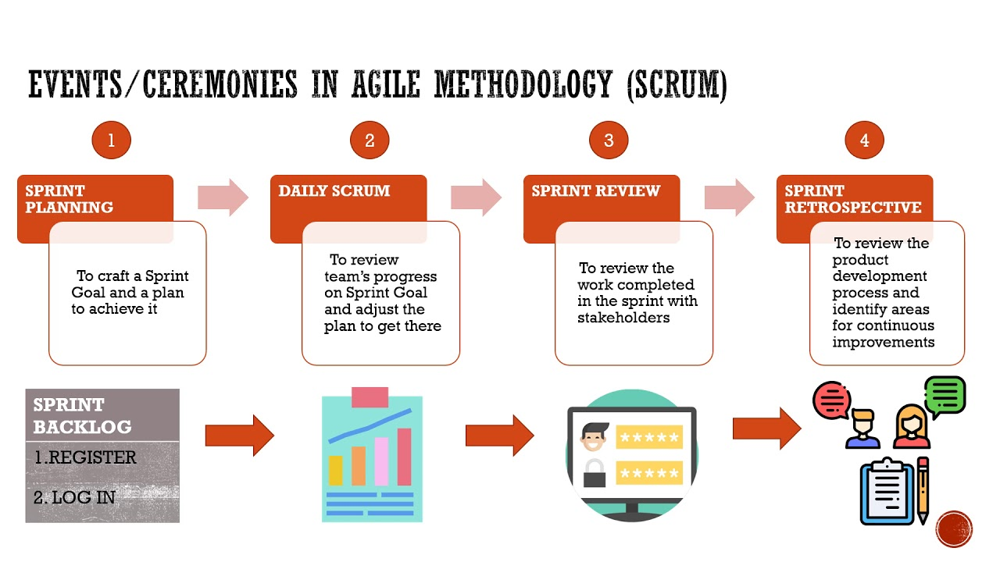 EVENTS/CEREMONIES IN AGILE METHODOLOGY (SCRUM)
1
2
3
4
SPRINT
PLANNING
To craft a Sprint
Goal and a plan
to achieve it
DAILY SCRUM
To review
team's progress
on Sprint Goal
and adjust the
plan to get there
SPRINT REVIEW
To review the
work completed
in the sprint with
stakeholders
SPRINT
RETROSPECTIVE
To review the
product
development
process and
identify areas
for continuous
improvements
SPRINT
BACKLOG
1.REGISTER
2. LOG IN
*****
*****